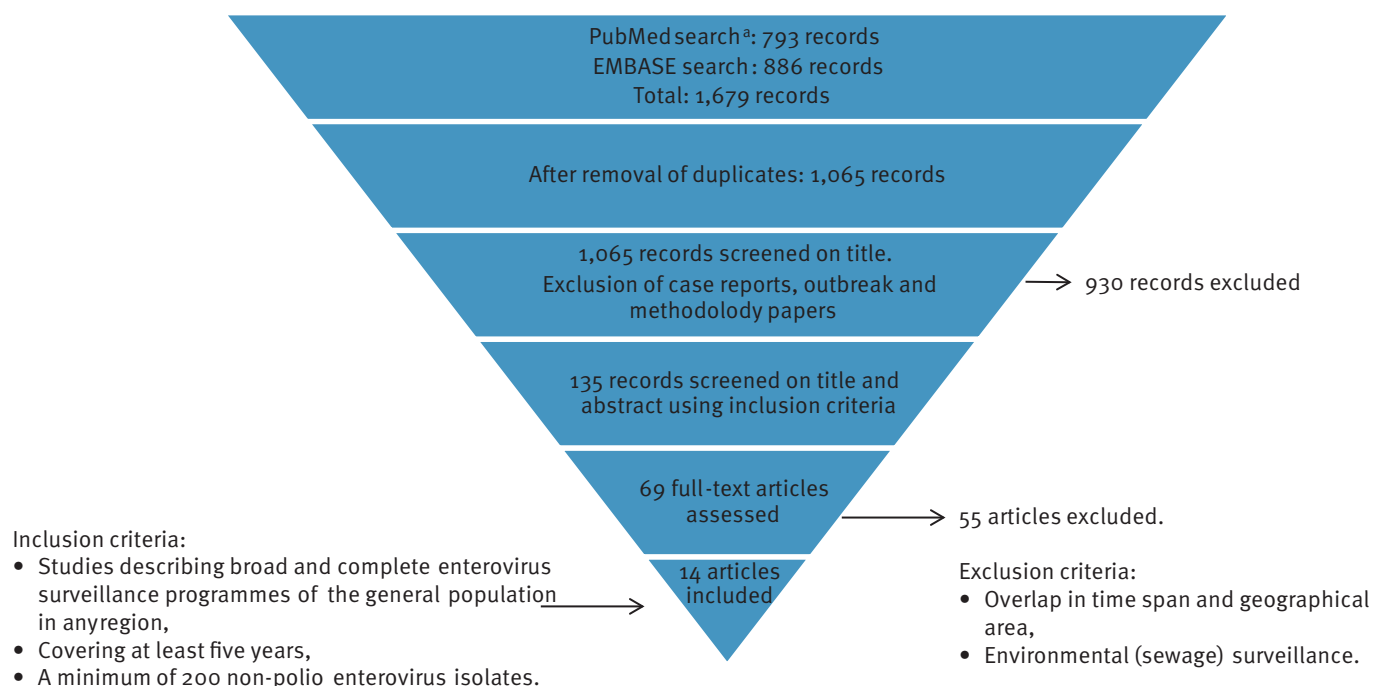 PubMed searchᵃ: 793 records
EMBASE search: 886 records
Total: 1,679 records
After removal of duplicates: 1,065 records
1,065 records screened on title.
Exclusion of case reports, outbreak and
methodolody papers
930 records excluded
135 records screened on title and
abstract using inclusion criteria
69 full-text articles
assessed
55 articles excluded.
14 articles
included
Inclusion criteria:
• Studies describing broad and complete enterovirus
surveillance programmes of the general population
in anyregion,
• Covering at least five years,
• A minimum of 200 non-polio enterovirus isolates.
Exclusion criteria:
• Overlap in time span and geographical
area,
• Environmental (sewage) surveillance.